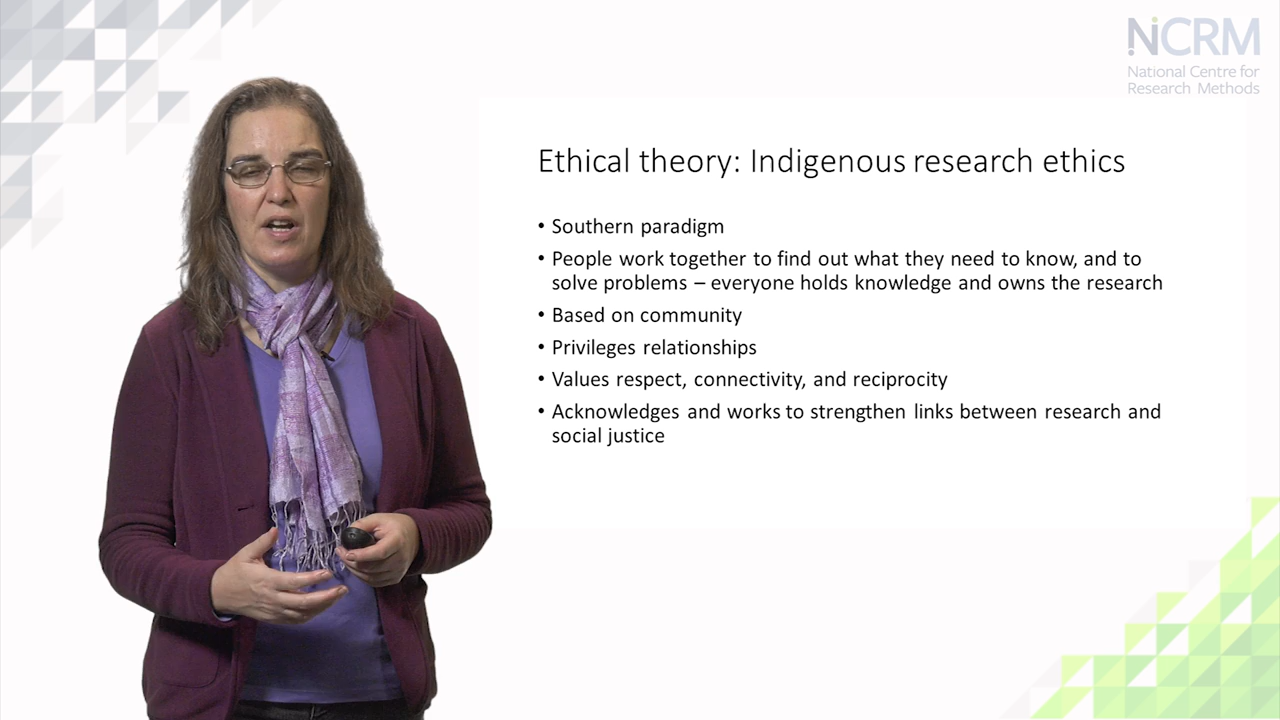 NCRM
National Centre for
Research Methods
Ethical theory: Indigenous research ethics
• Southern paradigm
• People work together to find out what they need to know, and to
solve problems – everyone holds knowledge and owns the research
• Based on community
• Privileges relationships
• Values respect, connectivity, and reciprocity
• Acknowledges and works to strengthen links between research and
social justice